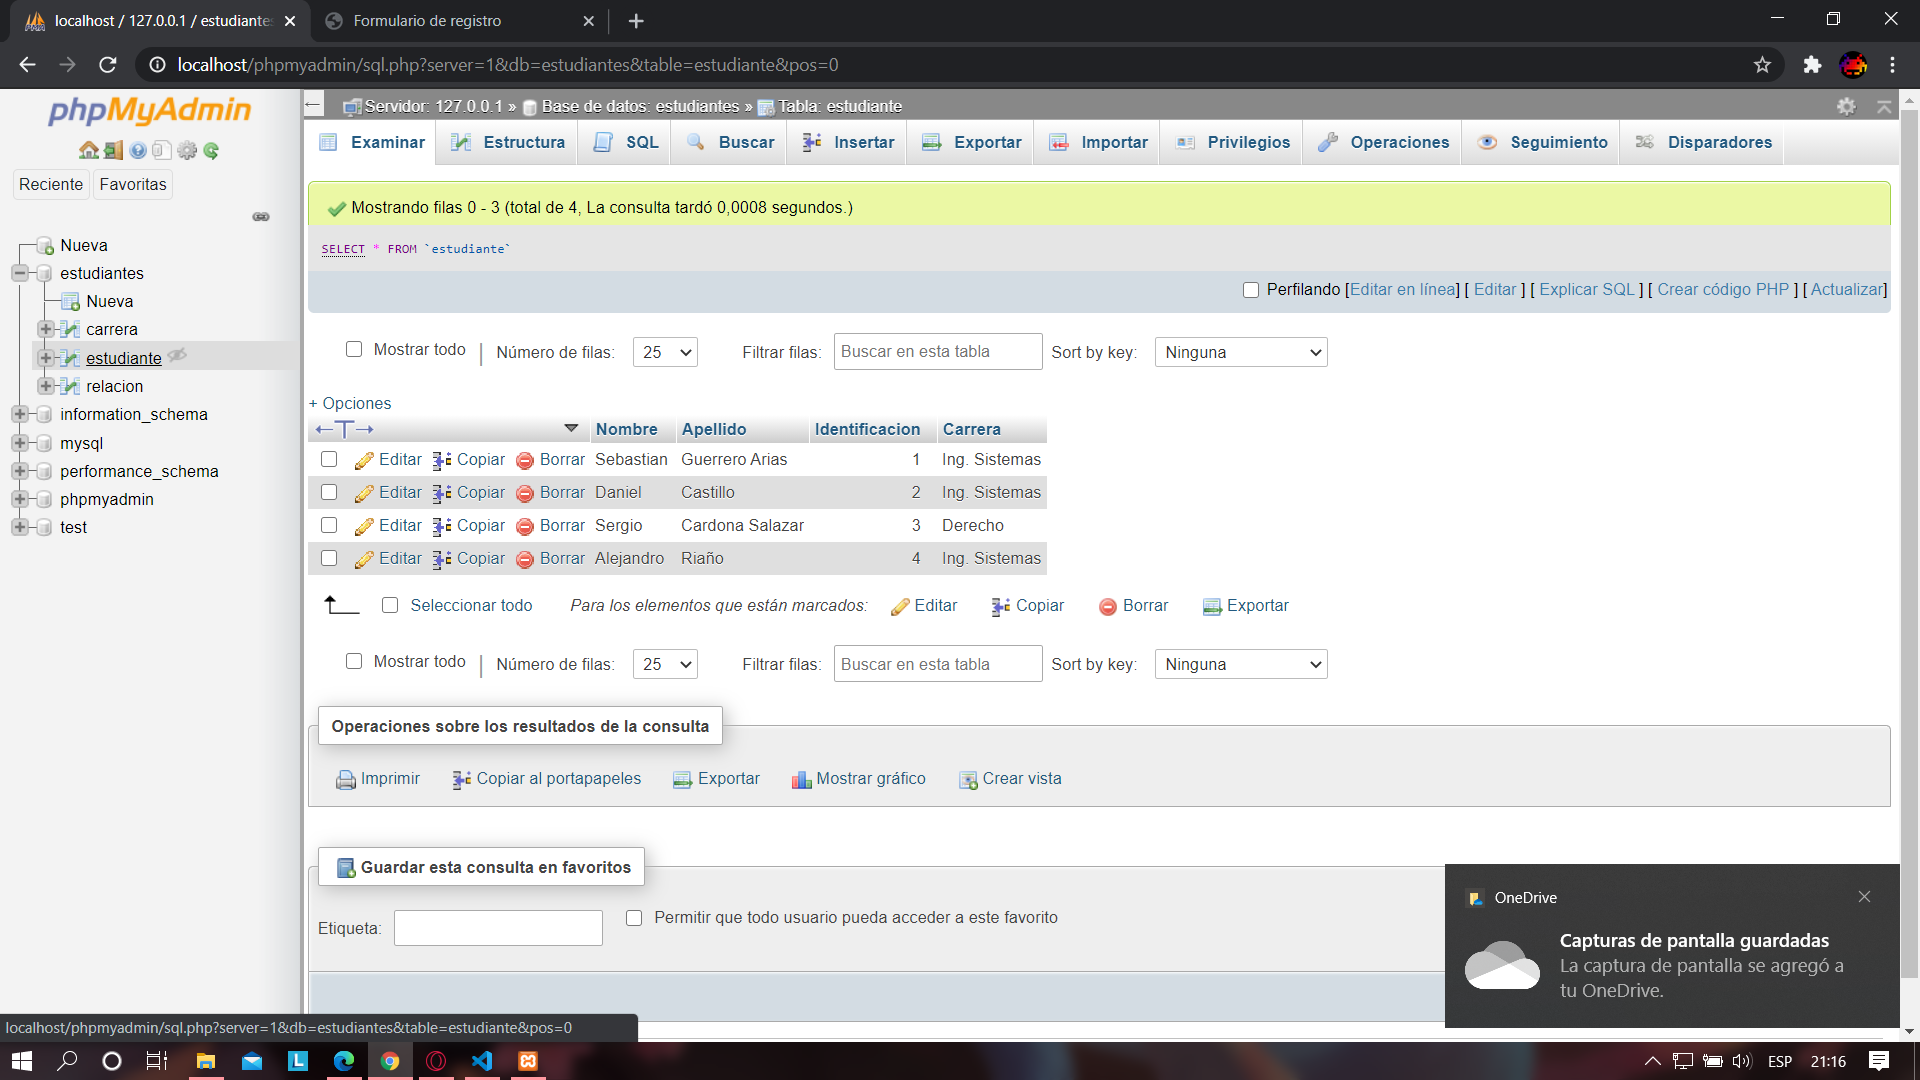 localhost / 127.0.0.1 / estudiante
Formulario de registro
localhost/phpmyadmin/sql.php?server=1&db=estudiantes&table=estudiante&pos=0
phpMyAdmin
Reciente
Favoritas
Nueva
estudiantes
Nueva
carrera
estudiante
relacion
information_schema
mysql
performance_schema
phpmyadmin
test
Servidor: 127.0.0.1 » Base de datos: estudiantes » Tabla: estudiante
Examinar Estructura SQL Buscar Insertar Exportar Importar Privilegios Operaciones Seguimiento Disparadores
Mostrando filas 0 - 3 (total de 4, La consulta tardó 0,0008 segundos.)
SELECT * FROM `estudiante`
Perfilando [Editar en línea] [ Editar ] [ Explicar SQL ] [ Crear código PHP ] [ Actualizar]
Mostrar todo | Número de filas: 25 Filtrar filas: Buscar en esta tabla Sort by key: Ninguna
+ Opciones
←T→ Nombre Apellido Identificacion Carrera
Editar Copiar Borrar Sebastian Guerrero Arias 1 Ing. Sistemas
Editar Copiar Borrar Daniel Castillo 2 Ing. Sistemas
Editar Copiar Borrar Sergio Cardona Salazar 3 Derecho
Editar Copiar Borrar Alejandro Riaño 4 Ing. Sistemas
Seleccionar todo Para los elementos que están marcados: Editar Copiar Borrar Exportar
Mostrar todo | Número de filas: 25 Filtrar filas: Buscar en esta tabla Sort by key: Ninguna
Operaciones sobre los resultados de la consulta
Imprimir Copiar al portapapeles Exportar Mostrar gráfico Crear vista
Guardar esta consulta en favoritos
Etiqueta: Permitir que todo usuario pueda acceder a este favorito
OneDrive
Capturas de pantalla guardadas
La captura de pantalla se agregó a
tu OneDrive.
localhost/phpmyadmin/sql.php?server=1&db=estudiantes&table=estudiante&pos=0
L
ESP 21:16